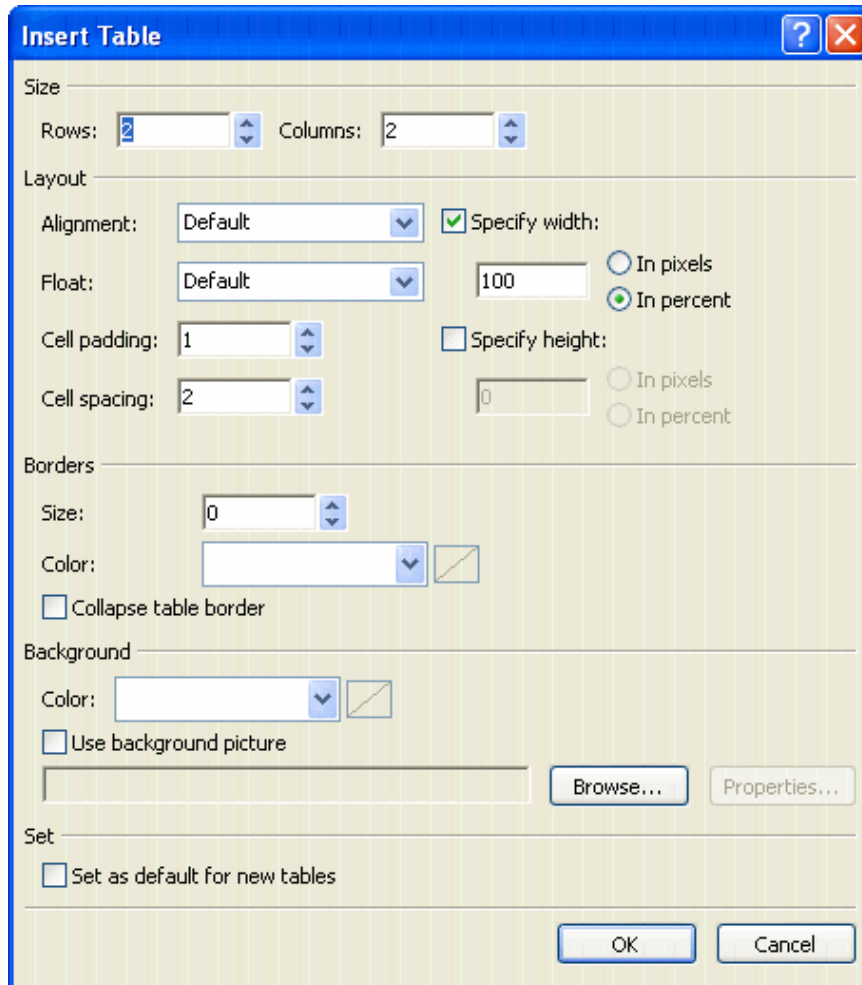 Insert Table
Size
Rows: 2 Columns: 2
Layout
Alignment: Default Specify width:
Float: Default 100 In pixels
In percent
Cell padding: 1 Specify height:
Cell spacing: 2 0 In pixels
In percent
Borders
Size: 0
Color:
Collapse table border
Background
Color:
Use background picture
Browse... Properties...
Set
Set as default for new tables
OK Cancel